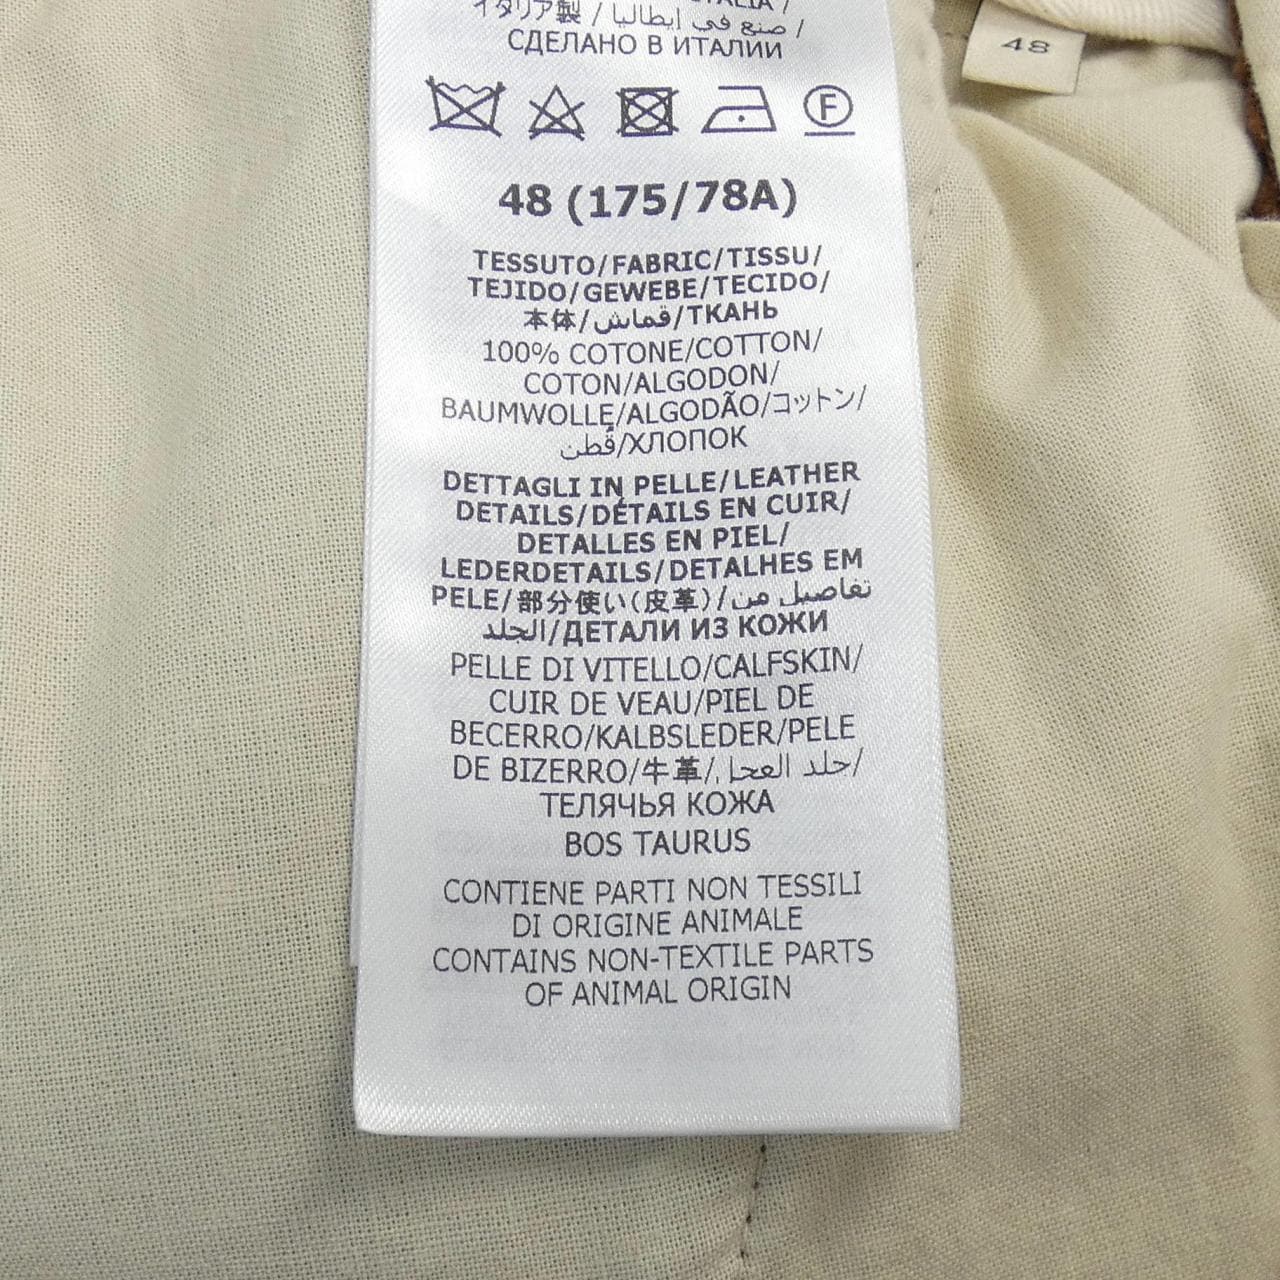 ITALIA /
イタリア製 / صنع في إيطاليا /
СДЕЛАНО В ИТАЛИИ
48
F
48 (175/78A)
TESSUTO/FABRIC/TISSU/
TEJIDO/GEWEBE/TECIDO/
本体/قماش/ТКАНЬ
100% COTONE/COTTON/
COTON/ALGODON/
BAUMWOLLE/ALGODÃO/コットン/
قُطن/ХЛОПОК
DETTAGLI IN PELLE/LEATHER
DETAILS/DÉTAILS EN CUIR/
DETALLES EN PIEL/
LEDERDETAILS/DETALHES EM
PELE/部分使い(皮革)/تفاصيل من
الجلد/ДЕТАЛИ ИЗ КОЖИ
PELLE DI VITELLO/CALFSKIN/
CUIR DE VEAU/PIEL DE
BECERRO/KALBSLEDER/PELE
DE BIZERRO/牛革/جلد العجل/
ТЕЛЯЧЬЯ КОЖА
BOS TAURUS
CONTIENE PARTI NON TESSILI
DI ORIGINE ANIMALE
CONTAINS NON-TEXTILE PARTS
OF ANIMAL ORIGIN